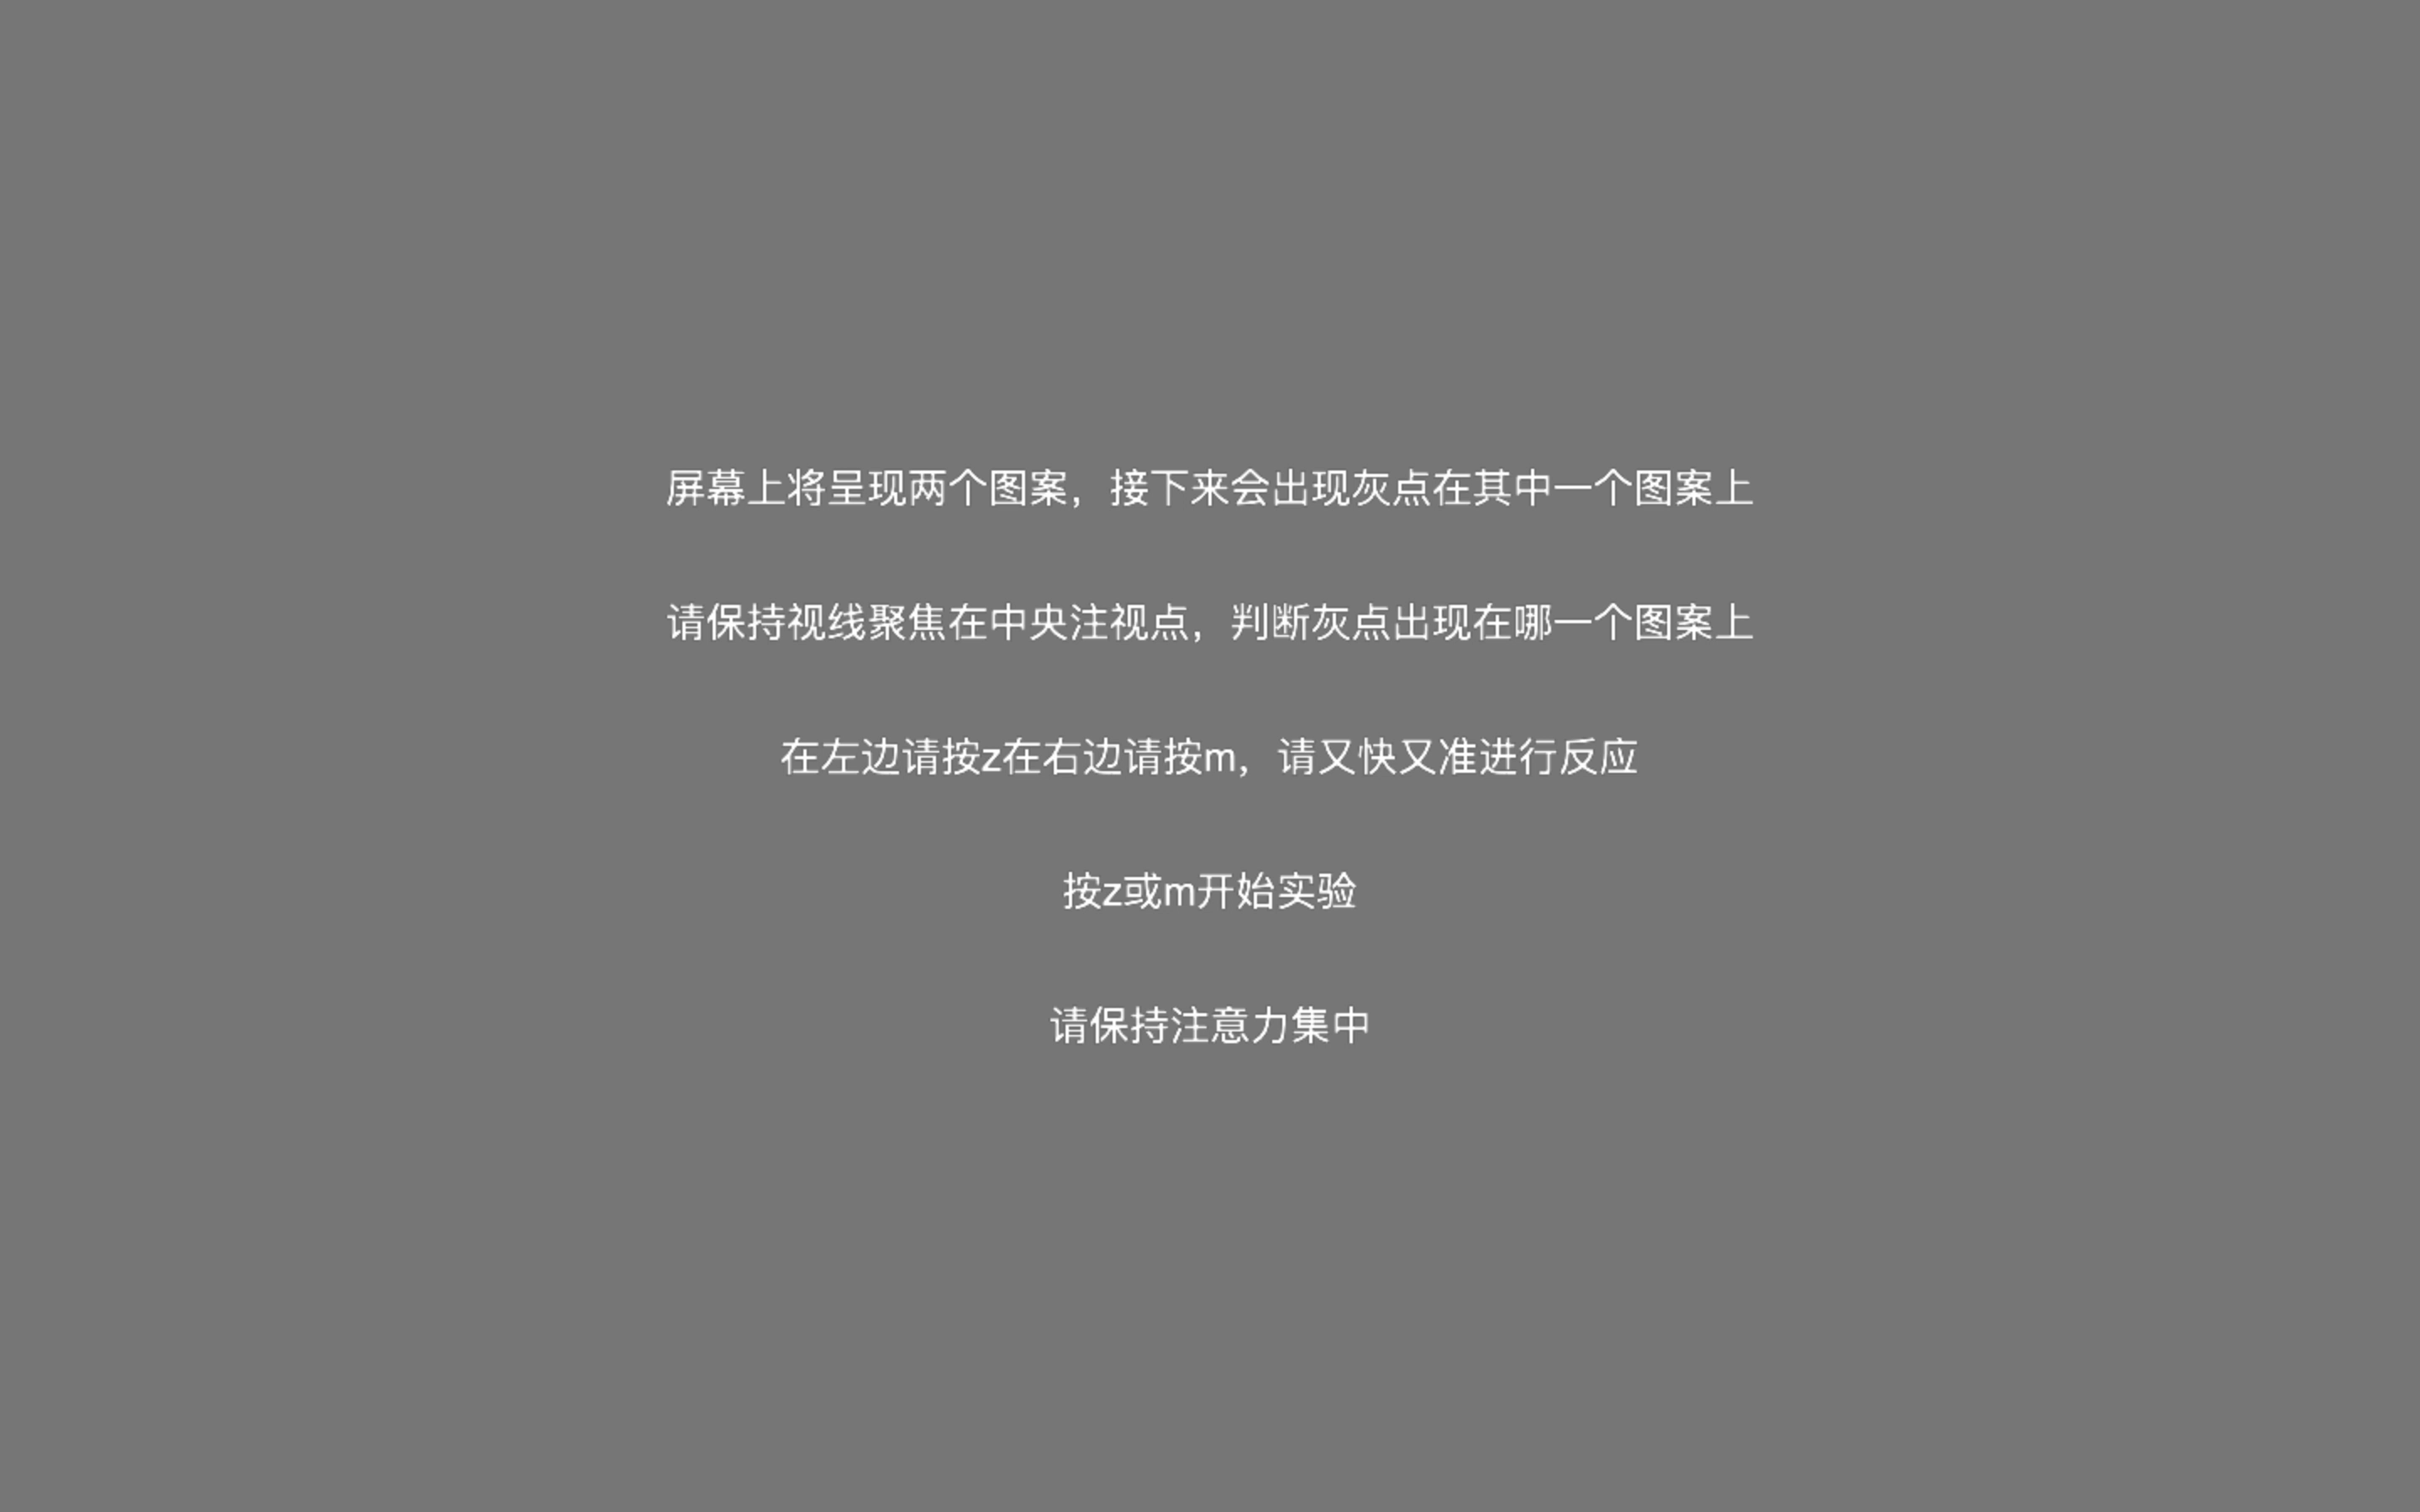 屏幕上将呈现两个图案，接下来会出现灰点在其中一个图案上
请保持视线聚焦在中央注视点，判断灰点出现在哪一个图案上
在左边请按z在右边请按m，请又快又准进行反应
按z或m开始实验
请保持注意力集中